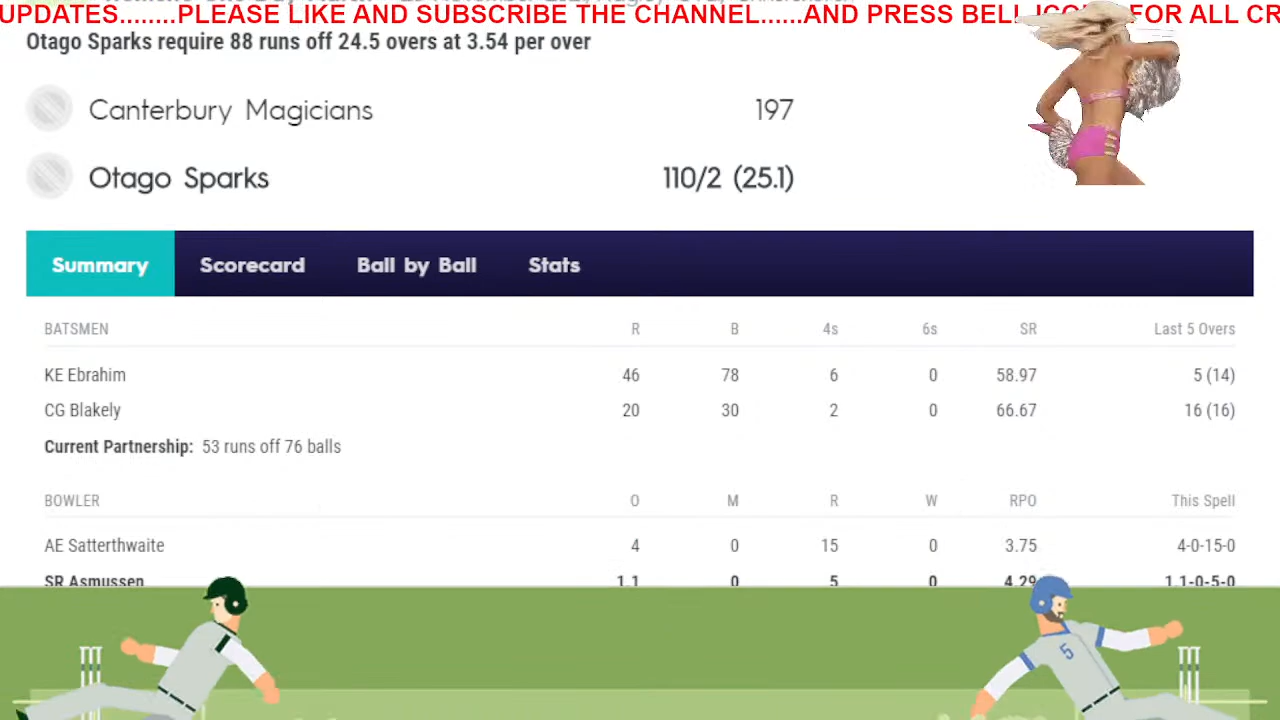 UPDATES........PLEASE LIKE AND SUBSCRIBE THE CHANNEL......AND PRESS BELL FOR ALL CR
Otago Sparks require 88 runs off 24.5 overs at 3.54 per over
Canterbury Magicians 197
Otago Sparks 110/2 (25.1)
Summary Scorecard Ball by Ball Stats
BATSMEN R B 4s 6s SR Last 5 Overs
KE Ebrahim 46 78 6 0 58.97 5 (14)
CG Blakely 20 30 2 0 66.67 16 (16)
Current Partnership: 53 runs off 76 balls
BOWLER O M R W RPO This Spell
AE Satterthwaite 4 0 15 0 3.75 4-0-15-0
SR Asmussen 1.1 0 5 0 4.29 1.1-0-5-0
5